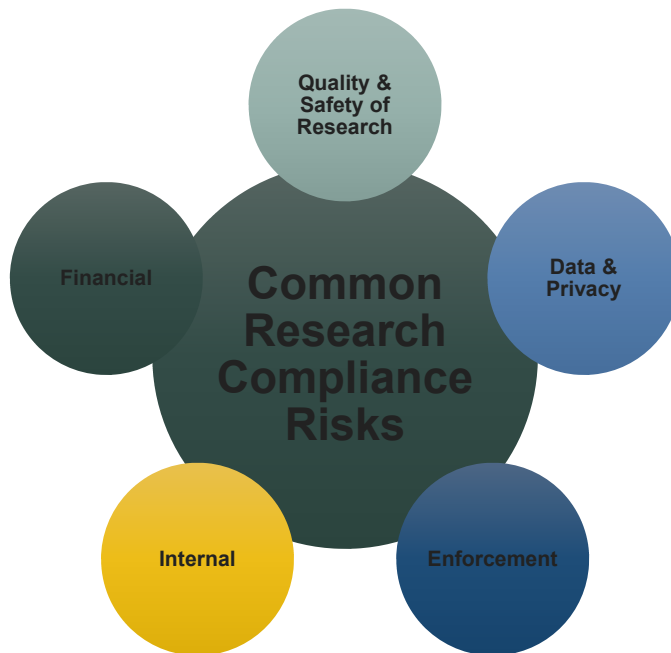 Quality &
Safety of
Research
Financial
Common
Research
Compliance
Risks
Data &
Privacy
Internal
Enforcement